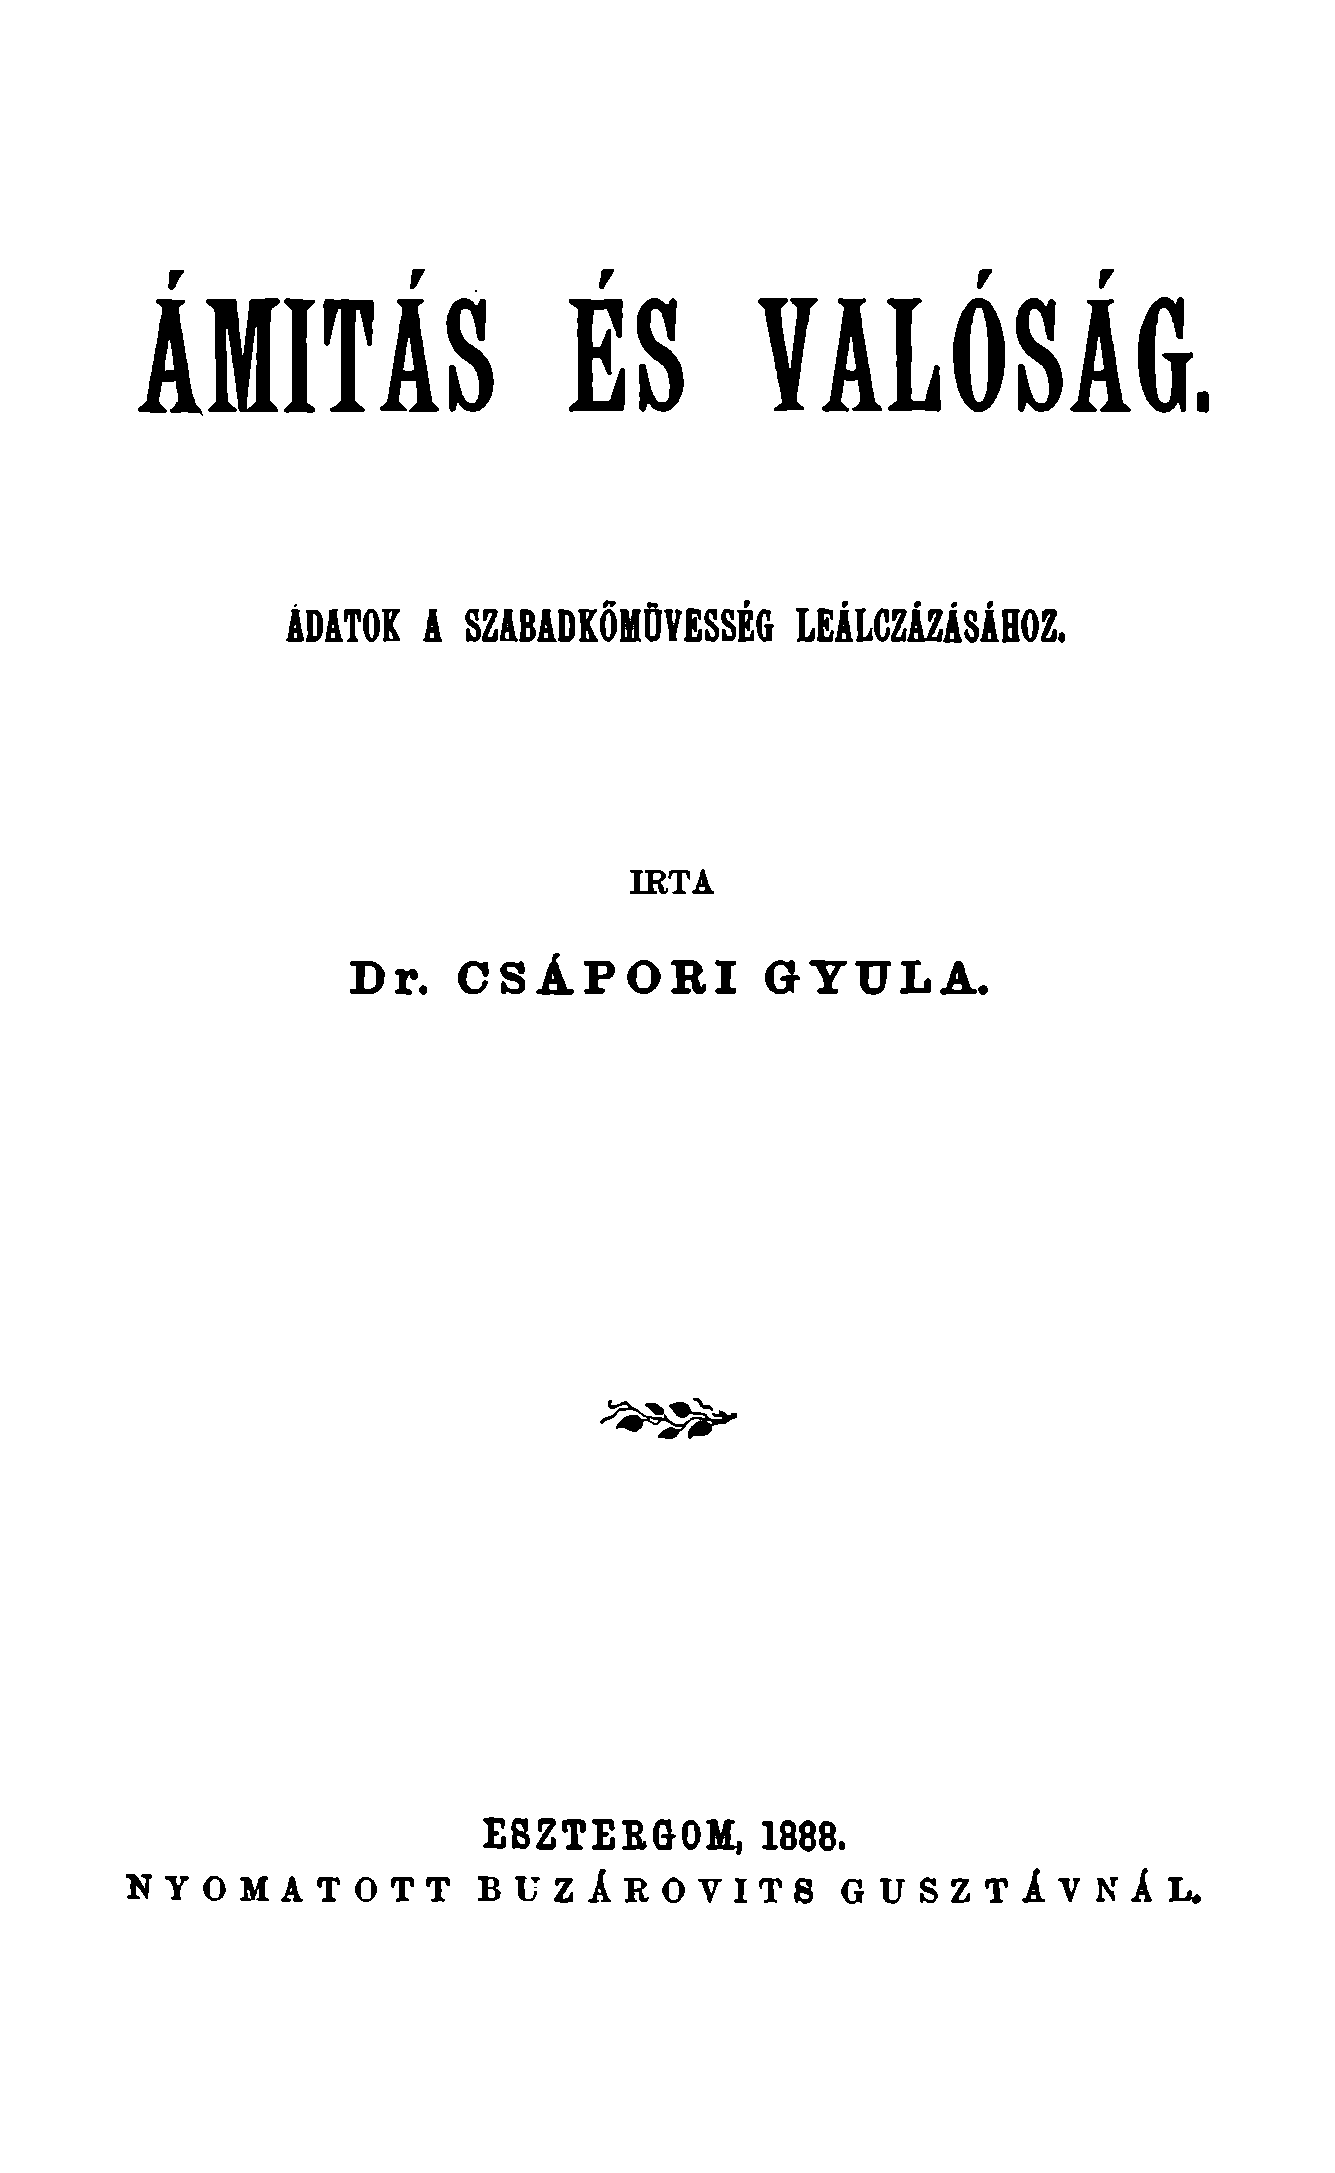 ÁMITÁS ÉS VALÓSÁG.
ADATOK A SZABADKŐMŰVESSÉG LEÁLCZÁZÁSÁHOZ.
IRTA
Dr. CSÁPORI GYULA.
ESZTERGOM, 1888.
NYOMATOTT BUZÁROVITS GUSZTÁVNÁL.